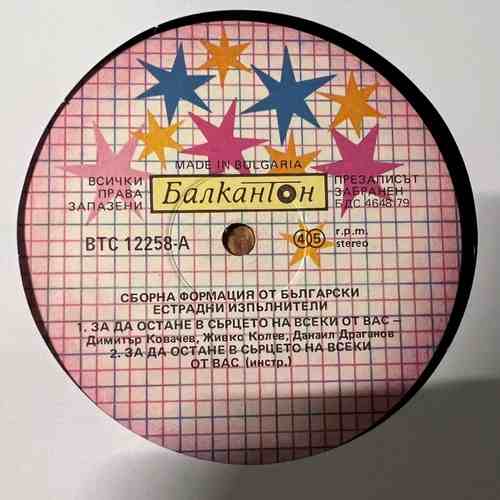 MADE IN BULGARIA
ВСИЧКИ
ПРАВА
ЗАПАЗЕНИ
Балкантон
ПРЕЗАПИСЪТ
ЗАБРАНЕН
БДС 4648:79
ВТС 12258-А
45
r.p.m.
stereo
СБОРНА ФОРМАЦИЯ ОТ БЪЛГАРСКИ
ЕСТРАДНИ ИЗПЪЛНИТЕЛИ
1. ЗА ДА ОСТАНЕ В СЪРЦЕТО НА ВСЕКИ ОТ ВАС –
Димитър Ковачев, Живко Колев, Данаил Драганов
2. ЗА ДА ОСТАНЕ В СЪРЦЕТО НА ВСЕКИ
ОТ ВАС (инстр.)